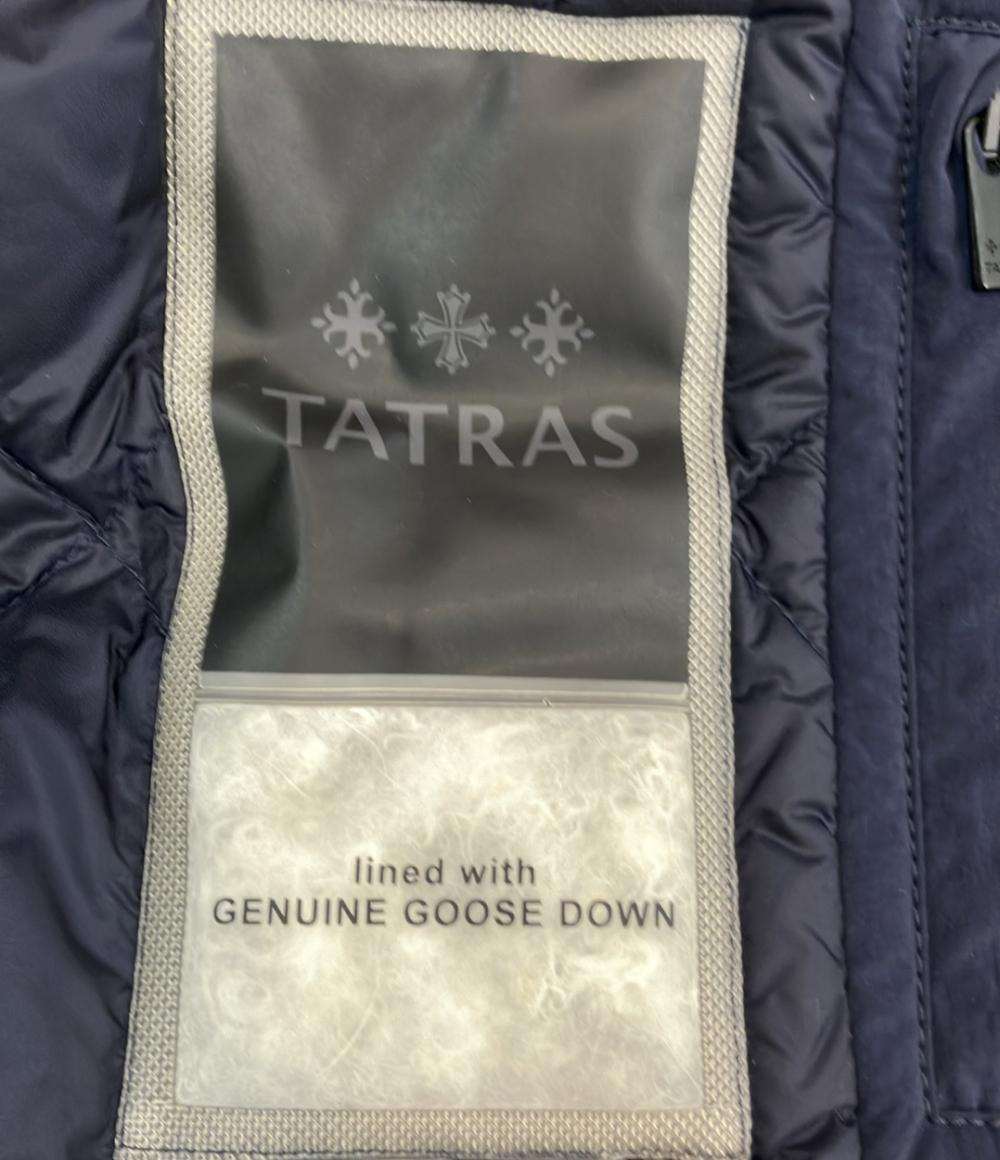 TATRAS
lined with
GENUINE GOOSE DOWN